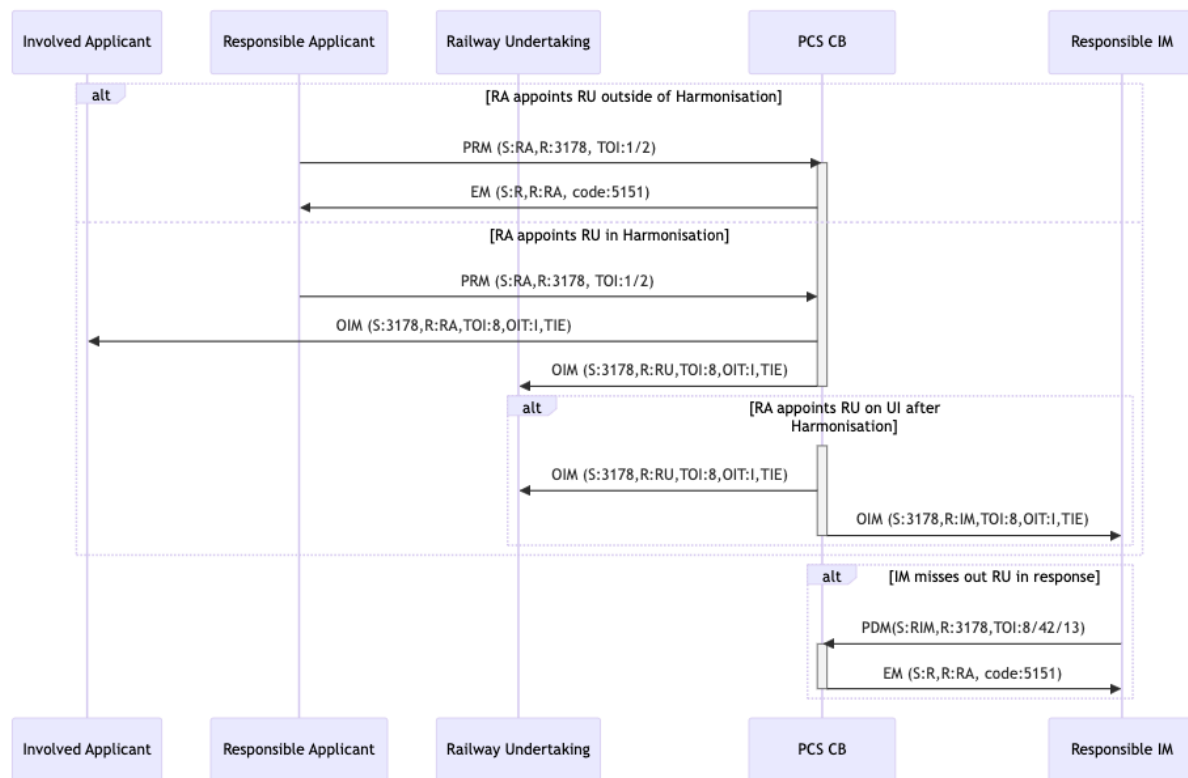 Involved Applicant
Responsible Applicant
Railway Undertaking
PCS CB
Responsible IM
alt
[RA appoints RU outside of Harmonisation]
PRM (S:RA,R:3178, TOI:1/2)
EM (S:R,R:RA, code:5151)
[RA appoints RU in Harmonisation]
PRM (S:RA,R:3178, TOI:1/2)
OIM (S:3178,R:RA,TOI:8,OIT:I,TIE)
OIM (S:3178,R:RU,TOI:8,OIT:I,TIE)
alt
[RA appoints RU on UI after
Harmonisation]
OIM (S:3178,R:RU,TOI:8,OIT:I,TIE)
OIM (S:3178,R:IM,TOI:8,OIT:I,TIE)
alt
[IM misses out RU in response]
PDM(S:RIM,R:3178,TOI:8/42/13)
EM (S:R,R:RA, code:5151)
Involved Applicant
Responsible Applicant
Railway Undertaking
PCS CB
Responsible IM